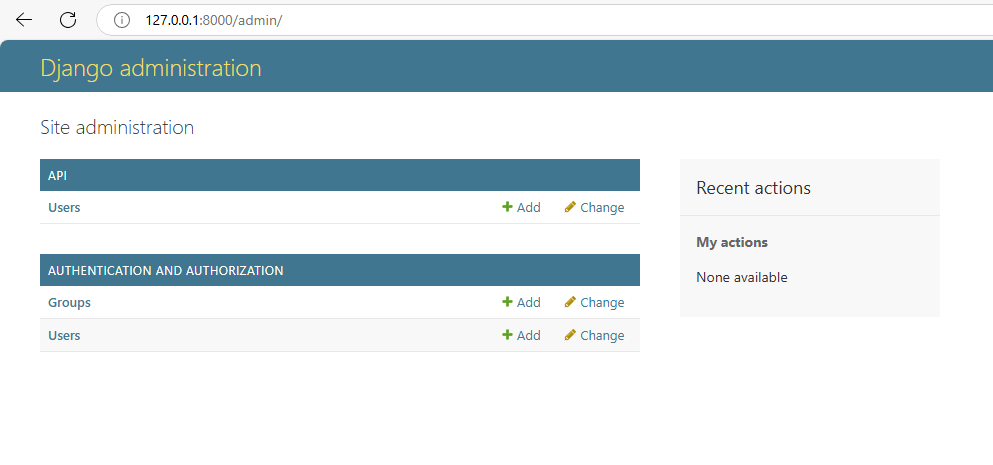 127.0.0.1:8000/admin/
Django administration
Site administration
API
Users Add Change
AUTHENTICATION AND AUTHORIZATION
Groups Add Change
Users Add Change
Recent actions
My actions
None available